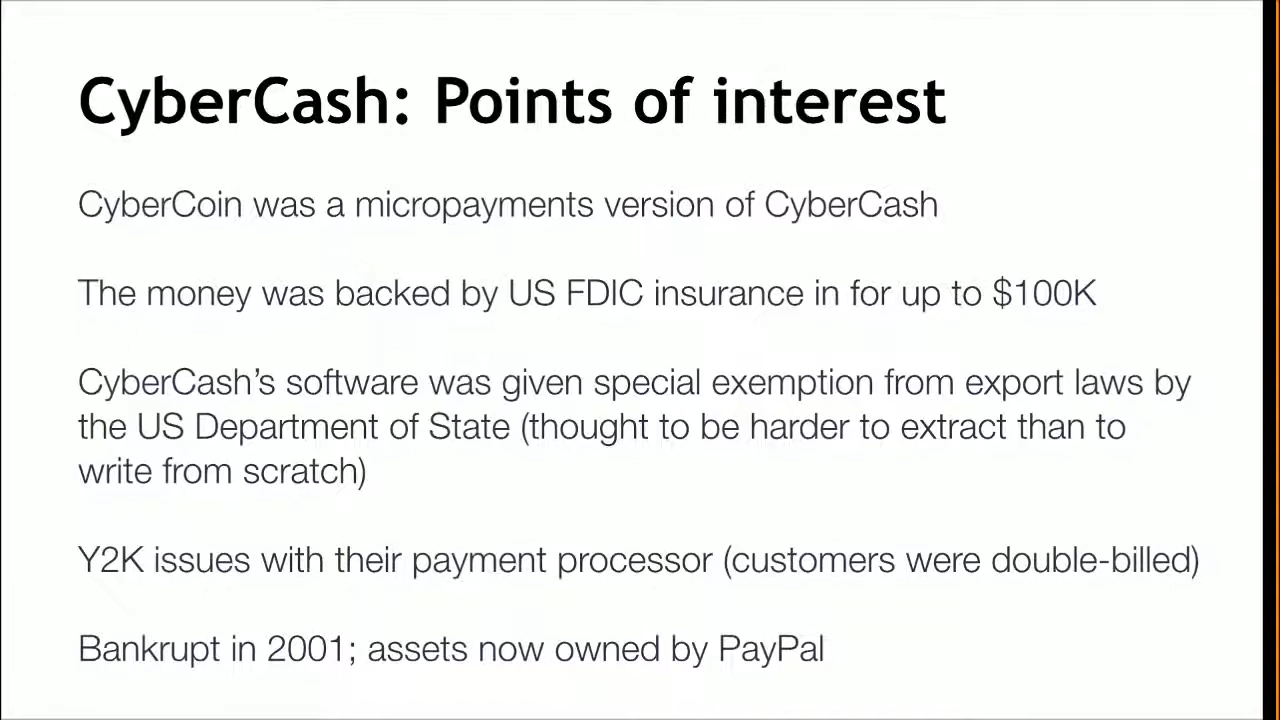 CyberCash: Points of interest
CyberCoin was a micropayments version of CyberCash
The money was backed by US FDIC insurance in for up to $100K
CyberCash’s software was given special exemption from export laws by
the US Department of State (thought to be harder to extract than to
write from scratch)
Y2K issues with their payment processor (customers were double-billed)
Bankrupt in 2001; assets now owned by PayPal